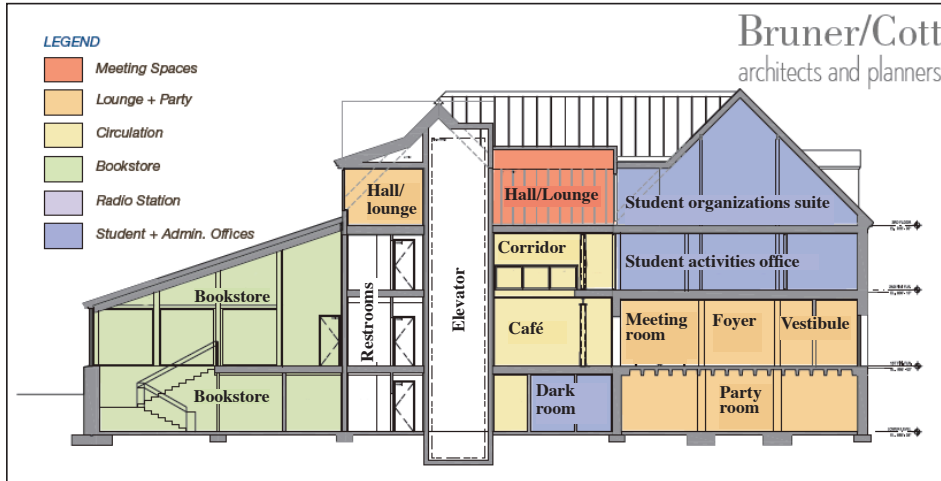 Bruner/Cott
architects and planners
LEGEND
Meeting Spaces
Lounge + Party
Circulation
Bookstore
Radio Station
Student + Admin. Offices
Hall/
lounge
Hall/Lounge
Student organizations suite
Corridor
Student activities office
Bookstore
Restrooms
Elevator
Café
Meeting
room
Foyer
Vestibule
Bookstore
Dark
room
Party
room